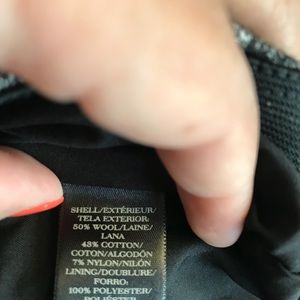 SHELL/EXTÉRIEUR/
TELA EXTERIOR:
50% WOOL/LAINE/
LANA
43% COTTON/
COTON/ALGODÓN
7% NYLON/NILÓN
LINING/DOUBLURE/
FORRO:
100% POLYESTER/
POLIÉSTER